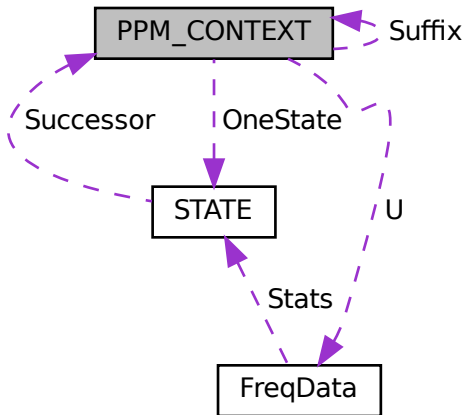 PPM_CONTEXT
Suffix
Successor
OneState
STATE
U
Stats
FreqData